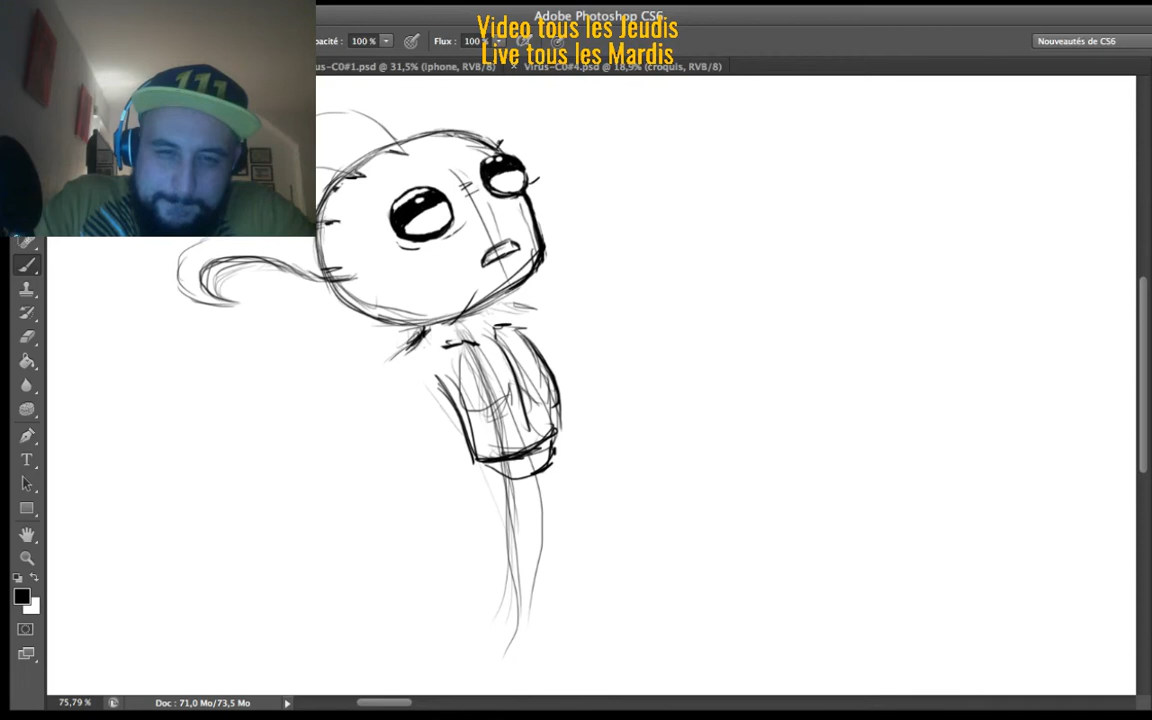 Adobe Photoshop CS6
Video tous les Jeudis
Live tous les Mardis
pacité : 100 % Flux : 100 %
Nouveautés de CS6
us-C0#1.psd @ 31,5% (iphone, RVB/8) × Virus-C0#4.psd @ 18,9% (croquis, RVB/8)
111
T
75,79 % Doc : 71,0 Mo/73,5 Mo